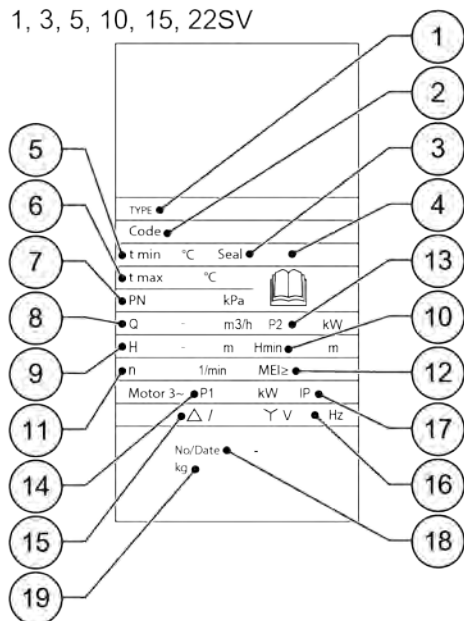 1, 3, 5, 10, 15, 22SV
1
2
3
4
5
6
7
8
9
11
13
10
12
17
14
15
16
18
19
TYPE
Code
t min °C Seal
t max °C
PN kPa
Q - m3/h P2 kW
H - m Hmin m
n 1/min MEI≥
Motor 3~ P1 kW IP
△ / Y V Hz
No/Date -
kg